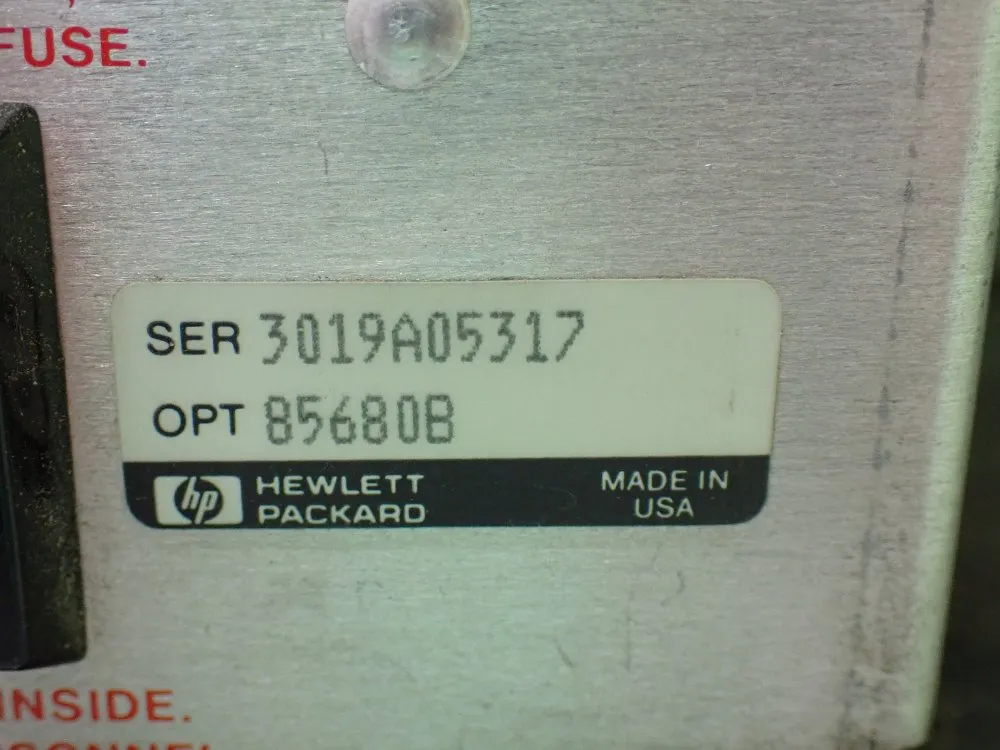 FUSE.
SER 3019A05317
OPT 85680B
hp HEWLETT PACKARD
MADE IN USA
INSIDE.